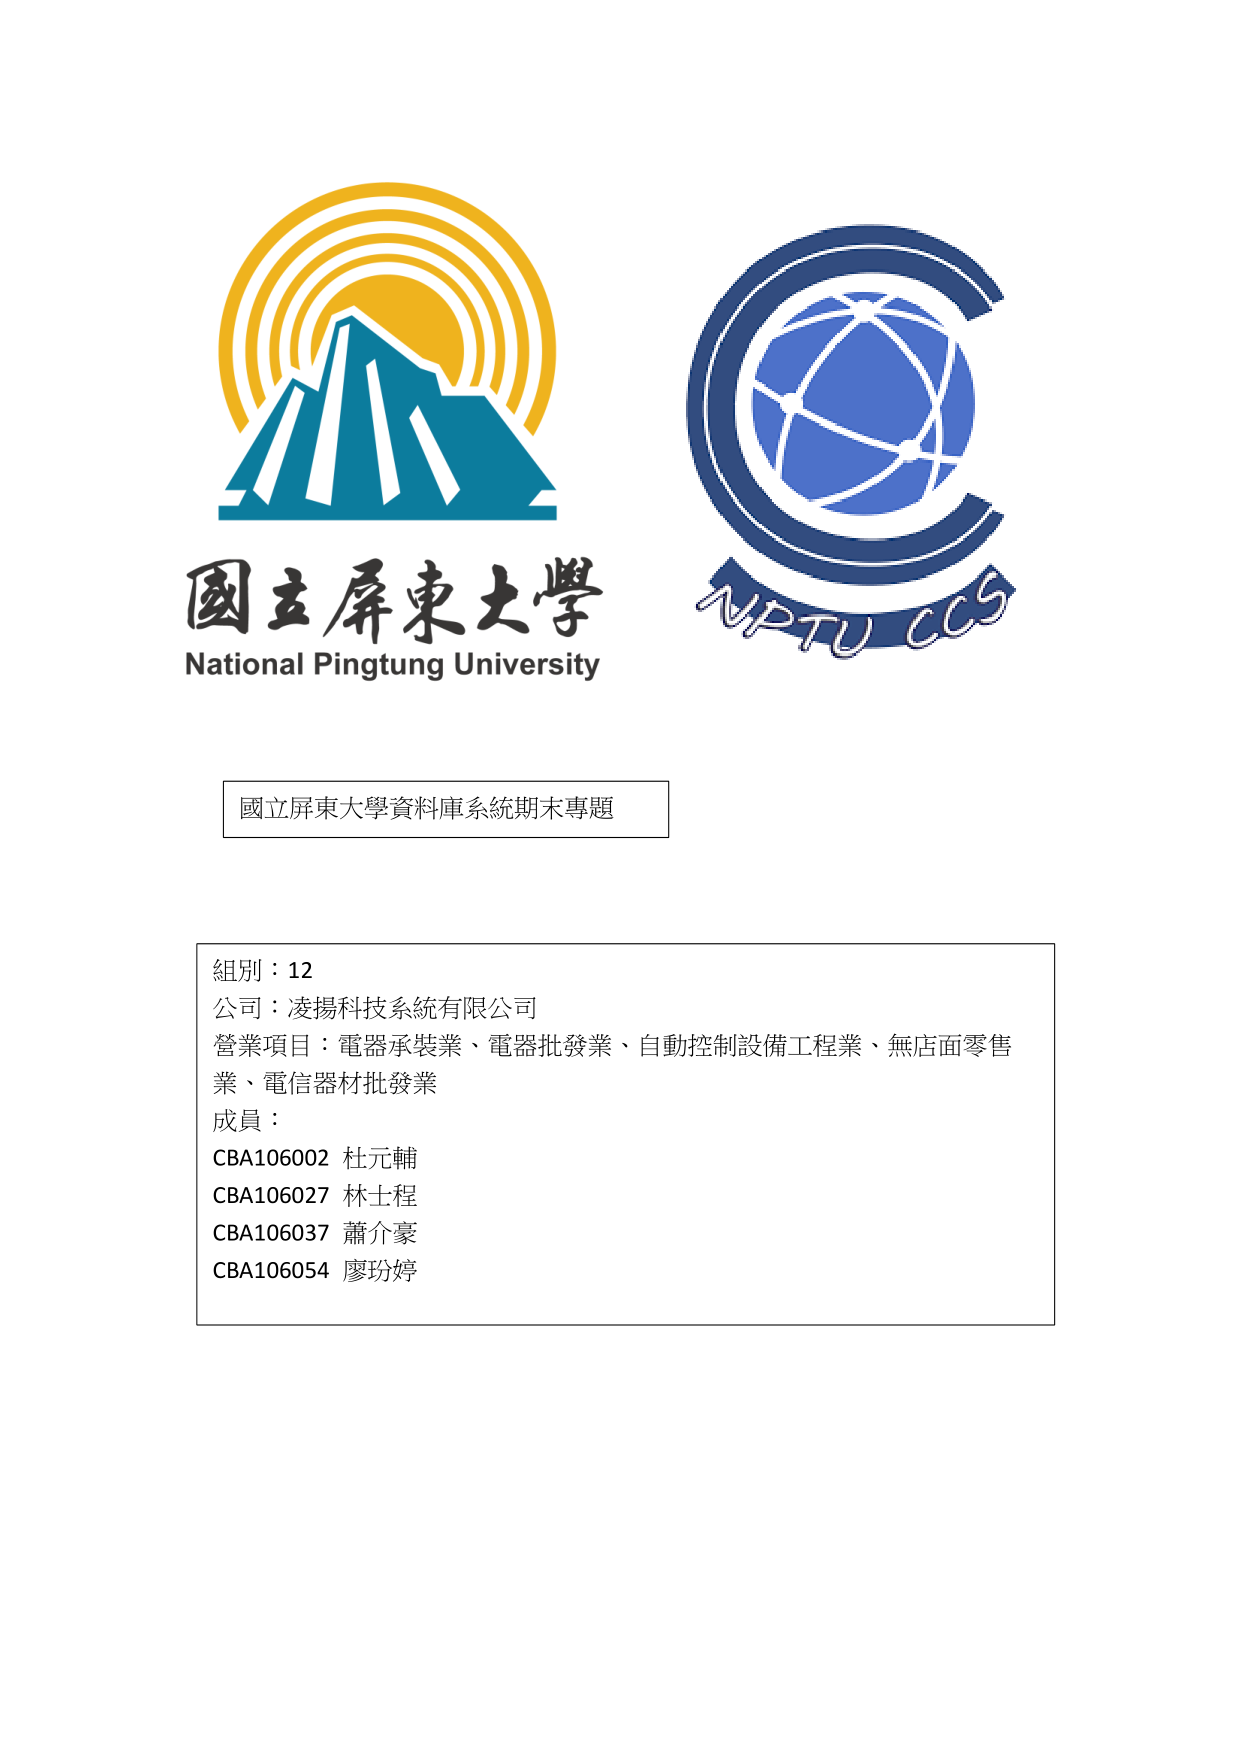 國立屏東大學
National Pingtung University
NPTU CCS
國立屏東大學資料庫系統期末專題
組別：12
公司：凌揚科技系統有限公司
營業項目：電器承裝業、電器批發業、自動控制設備工程業、無店面零售
業、電信器材批發業
成員：
CBA106002 杜元輔
CBA106027 林士程
CBA106037 蕭介豪
CBA106054 廖玢婷